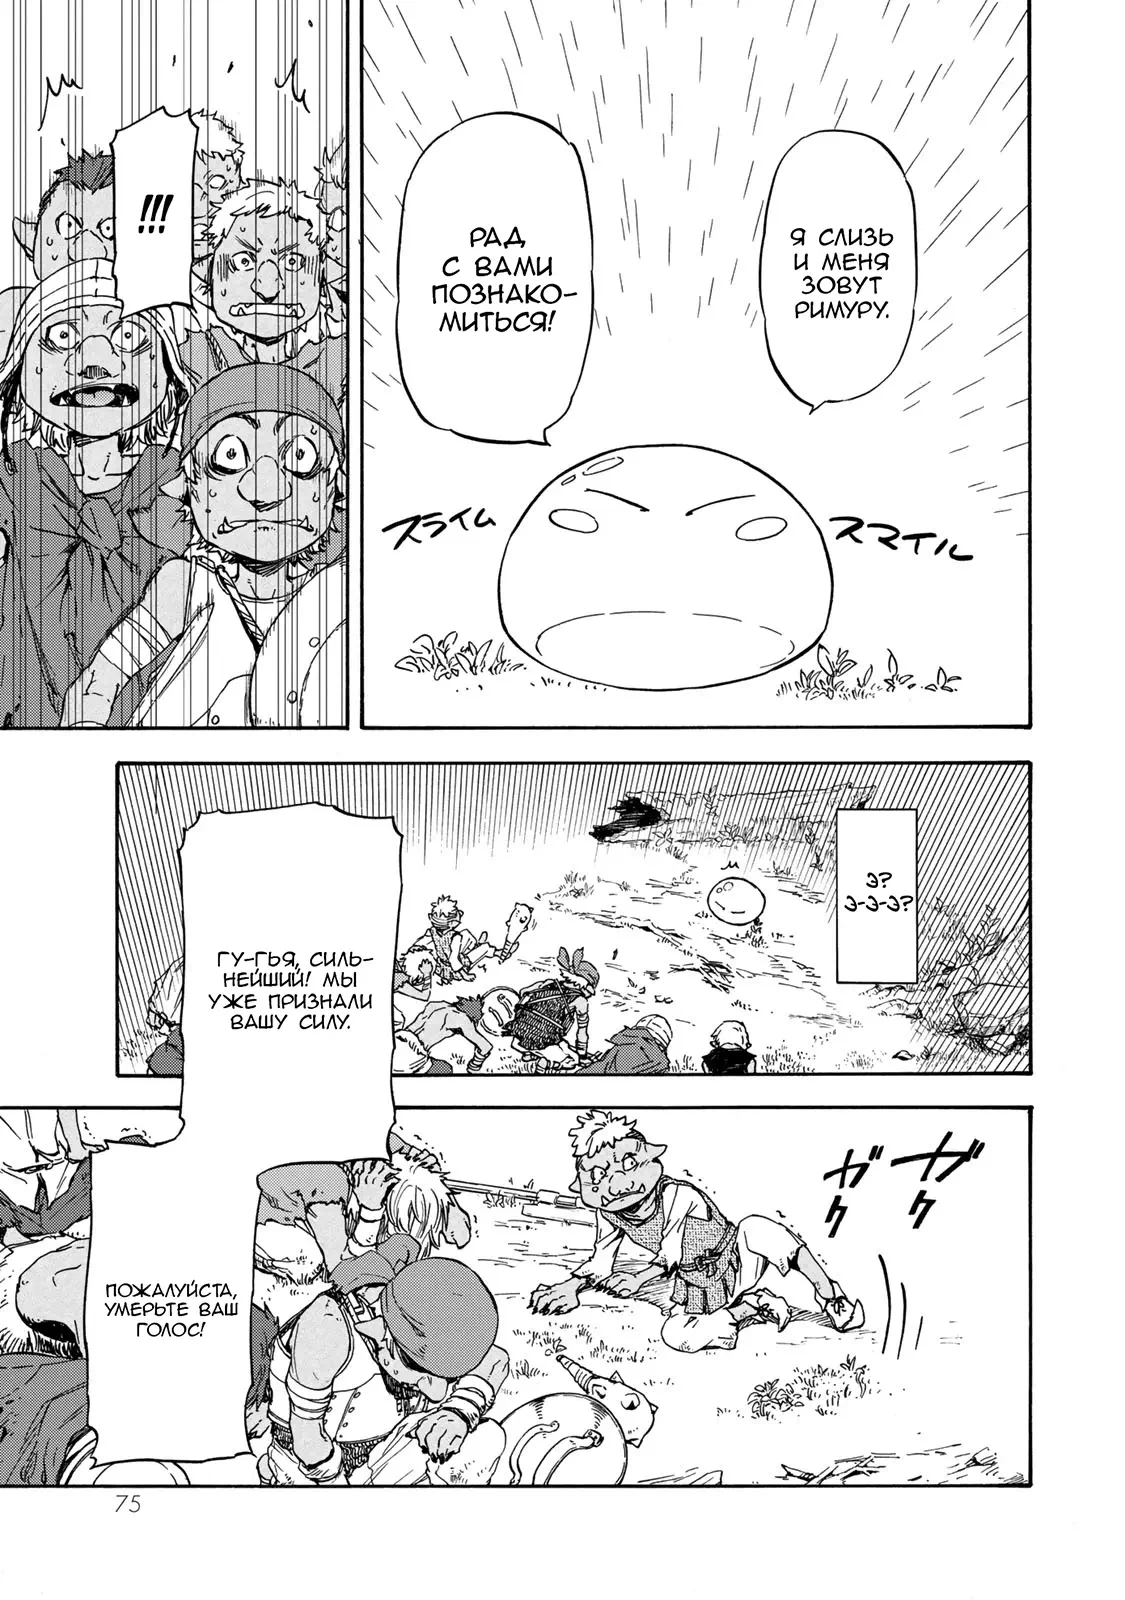 Я СЛИЗЬ
И МЕНЯ
ЗОВУТ
РИМУРУ.
РАД
С ВАМИ
ПОЗНАКО-
МИТЬСЯ!
スライム
スマイル
!!!
Э?
Э-Э-Э?
ГУ-ГЬЯ, СИЛЬ-
НЕЙШИЙ! МЫ
УЖЕ ПРИЗНАЛИ
ВАШУ СИЛУ.
ガク
ガク
ПОЖАЛУЙСТА,
УМЕРЬТЕ ВАШ
ГОЛОС!
75